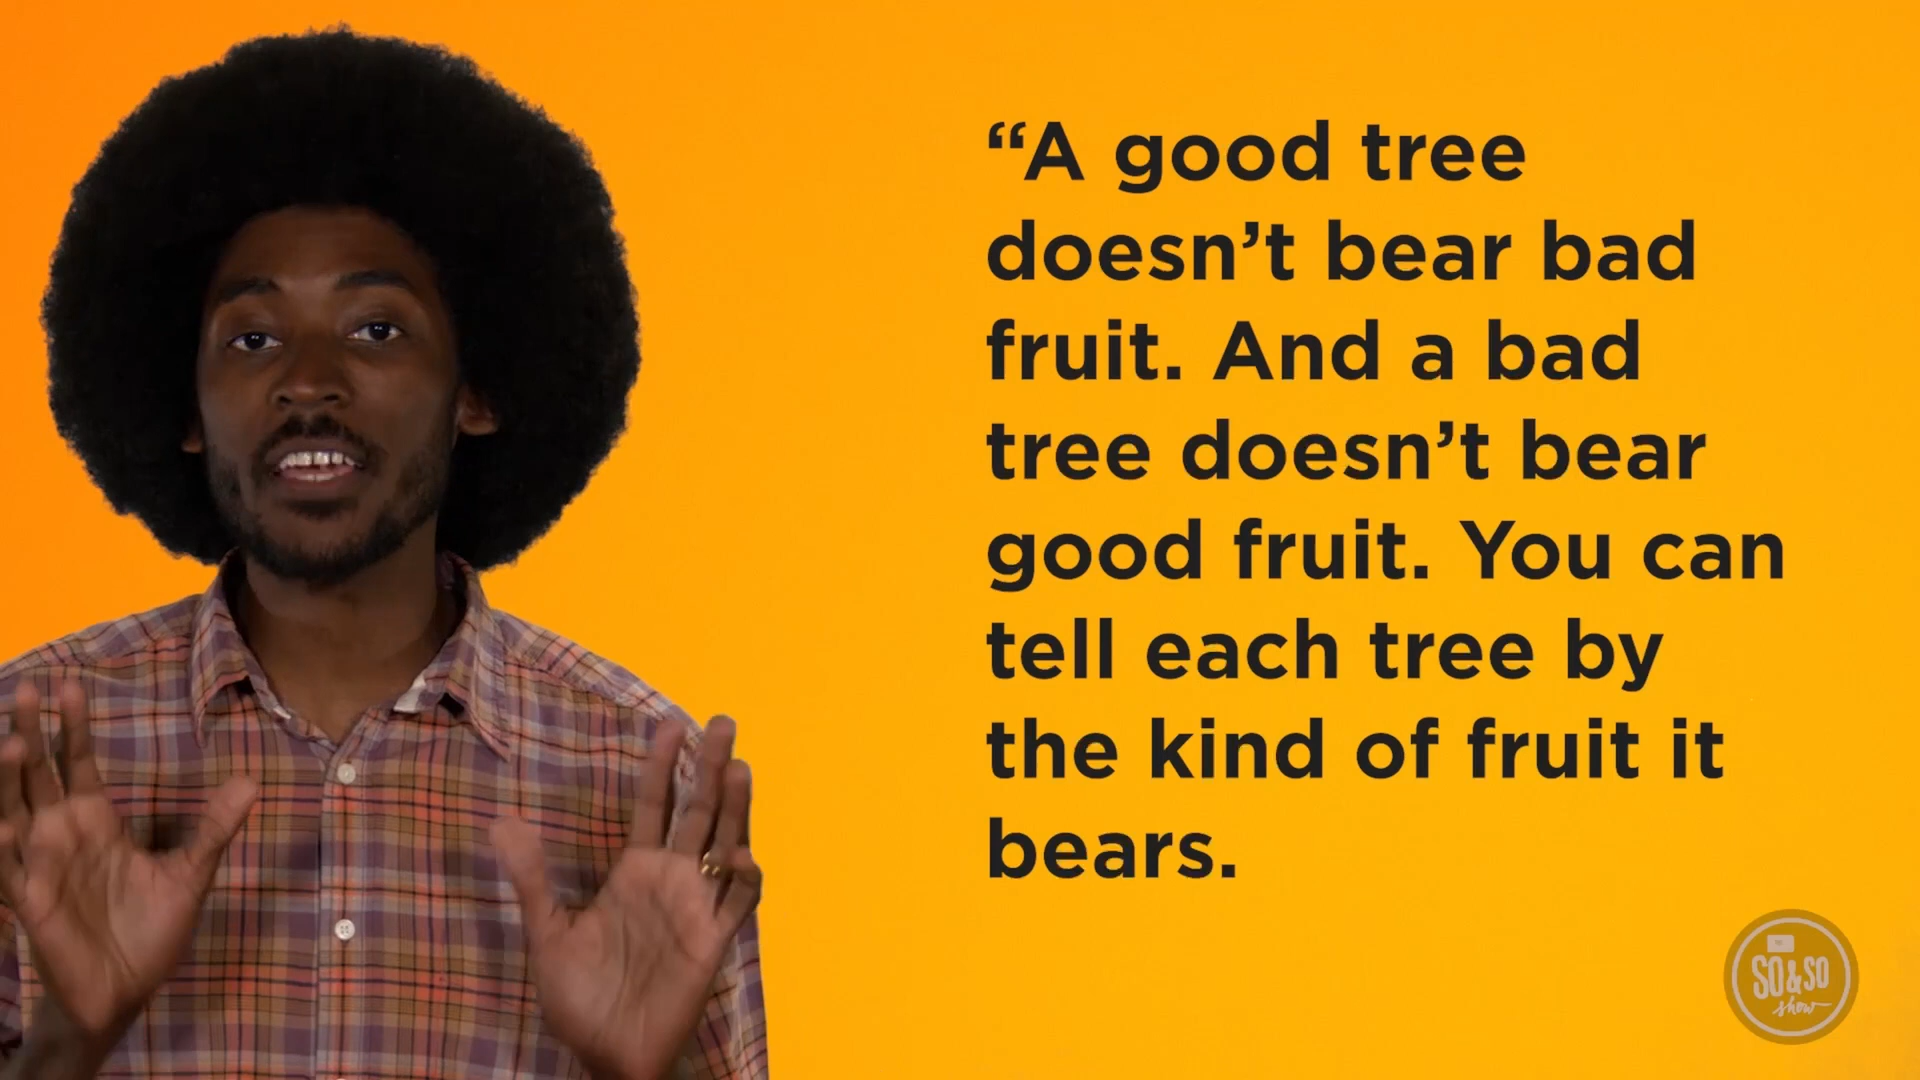 “A good tree
doesn’t bear bad
fruit. And a bad
tree doesn’t bear
good fruit. You can
tell each tree by
the kind of fruit it
bears.
SO&SO
show